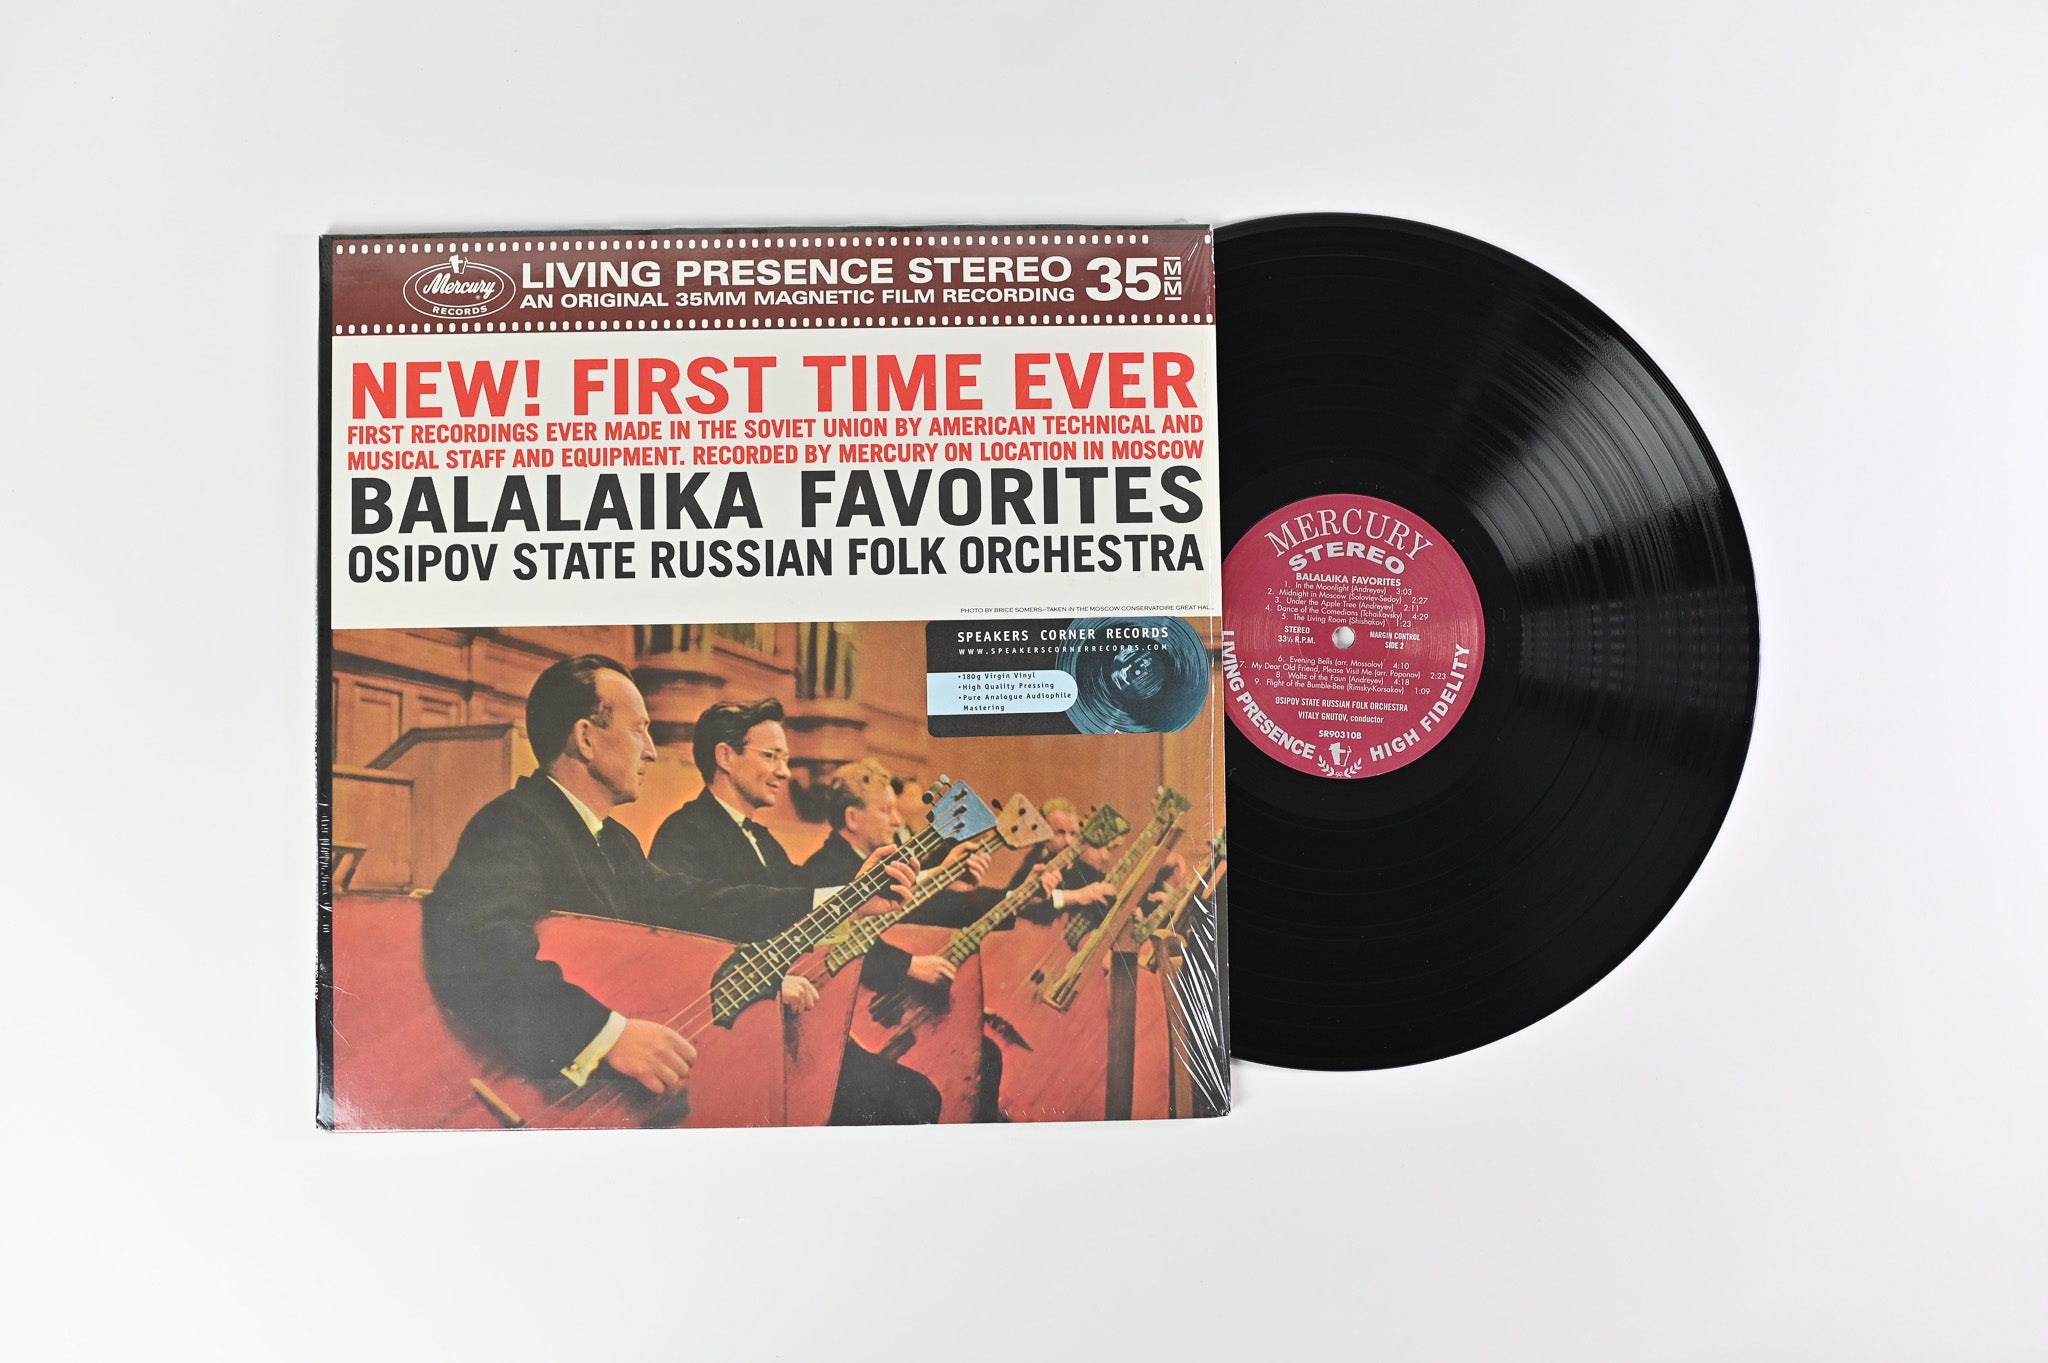 Mercury
RECORDS
LIVING PRESENCE STEREO
AN ORIGINAL 35MM MAGNETIC FILM RECORDING
35MM
NEW! FIRST TIME EVER
FIRST RECORDINGS EVER MADE IN THE SOVIET UNION BY AMERICAN TECHNICAL AND
MUSICAL STAFF AND EQUIPMENT. RECORDED BY MERCURY ON LOCATION IN MOSCOW
BALALAIKA FAVORITES
OSIPOV STATE RUSSIAN FOLK ORCHESTRA
PHOTO BY BRICE SOMERS—TAKEN IN THE MOSCOW CONSERVATOIRE GREAT
SPEAKERS CORNER RECORDS
WWW.SPEAKERSCORNERRECORDS.COM
•180g Virgin Vinyl
•High Quality Pressing
•Pure Analogue Audiophile
Mastering
MERCURY
STEREO
BALALAIKA FAVORITES
1. In the Moonlight (Andreyev) 3:03
2. Midnight in Moscow (Soloviev-Sedoy) 2:27
3. Under the Apple Tree (Andreyev) 2:11
4. Dance of the Comedians (Tchaikovsky) 4:29
5. The Living Room (Shishakov) 1:23
STEREO
33⅓ R.P.M.
MARGIN CONTROL
SIDE 2
6. Evening Bells (arr. Mossolov) 4:10
7. My Dear Old Friend, Please Visit Me (arr. Poponov) 2:23
8. Waltz of the Faun (Andreyev) 4:18
9. Flight of the Bumble-Bee (Rimsky-Korsakov) 1:09
OSIPOV STATE RUSSIAN FOLK ORCHESTRA
VITALY GNUTOV, conductor
SR90310B
LIVING PRESENCE
HIGH FIDELITY